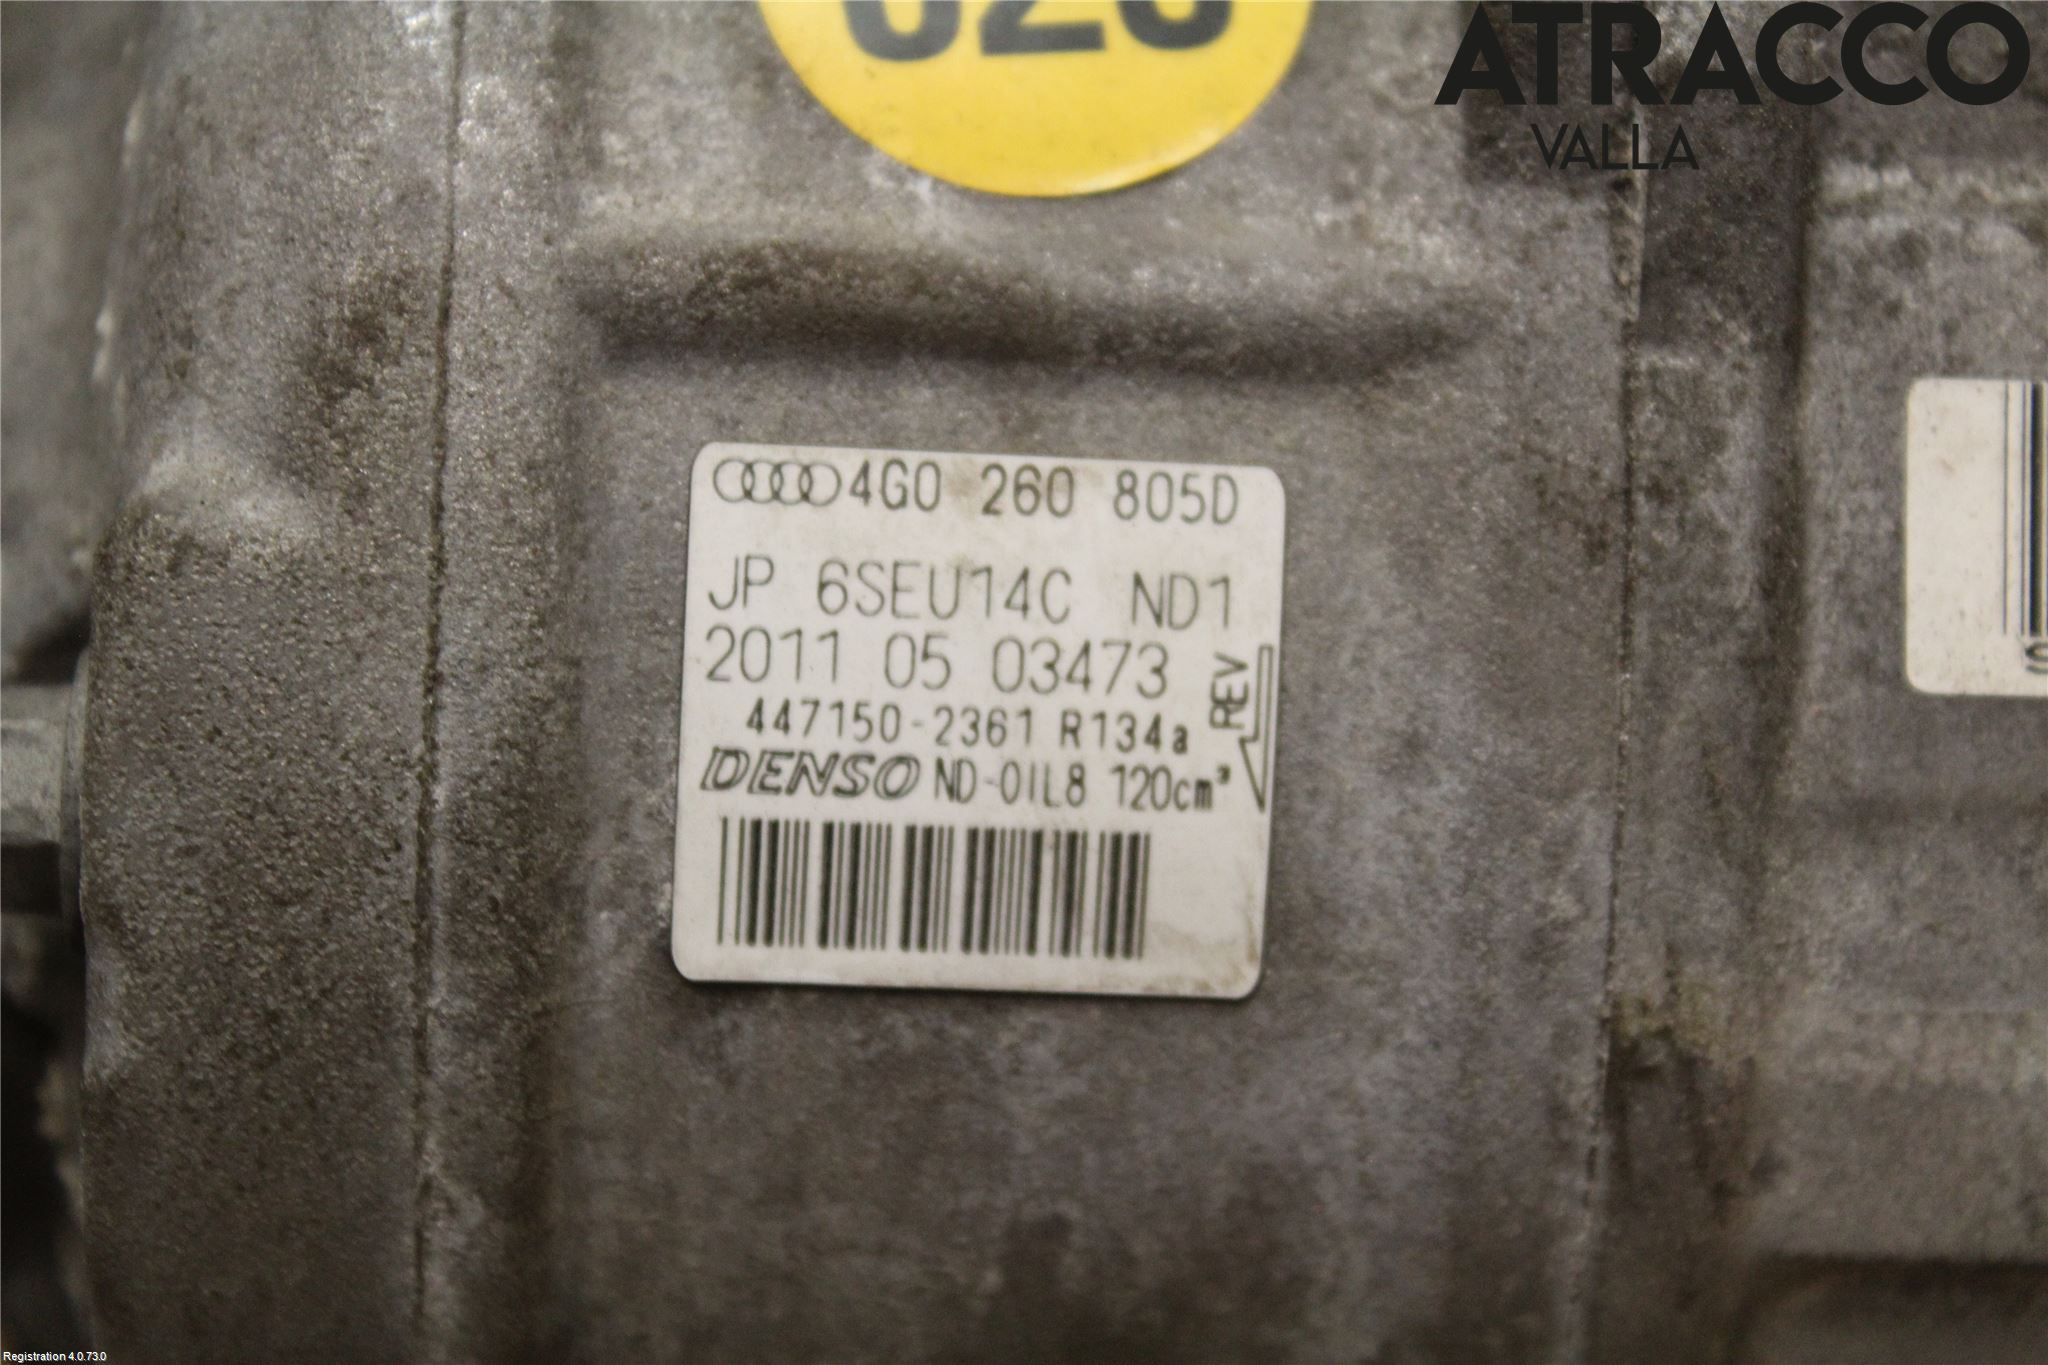 ATRACCO
VALLA
4G0 260 805D
JP 6SEU14C ND1
2011 05 03473
REV
447150-2361 R134a
DENSO ND-OIL8 120cm³
Registration 4.0.73.0